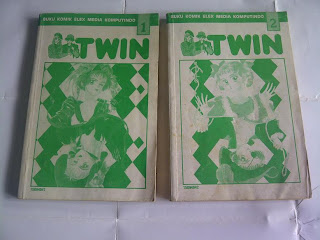 BUKU KOMIK ELEX MEDIA KOMPUTINDO
1
TWIN
BUKU KOMIK ELEX MEDIA KOMPUTINDO
2
TWIN